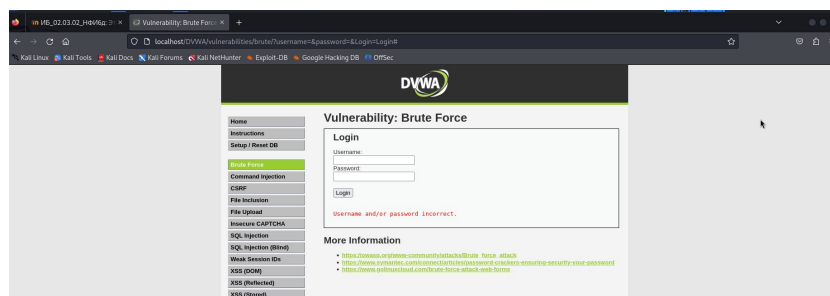 in ИБ_02.03.02_НФИбд: Эт ×
Vulnerability: Brute Force ×
+
localhost/DVWA/vulnerabilities/brute/?username=&password=&Login=Login#
Kali Linux Kali Tools Kali Docs Kali Forums Kali NetHunter Exploit-DB Google Hacking DB OffSec
DVWA
Home
Instructions
Setup / Reset DB
Brute Force
Command Injection
CSRF
File Inclusion
File Upload
Insecure CAPTCHA
SQL Injection
SQL Injection (Blind)
Weak Session IDs
XSS (DOM)
XSS (Reflected)
XSS (Stored)
Vulnerability: Brute Force
Login
Username:
Password:
Login
Username and/or password incorrect.
More Information
https://owasp.org/www-community/attacks/Brute_force_attack
https://www.symantec.com/connect/articles/password-crackers-ensuring-security-your-password
https://www.golinuxcloud.com/brute-force-attack-web-forms